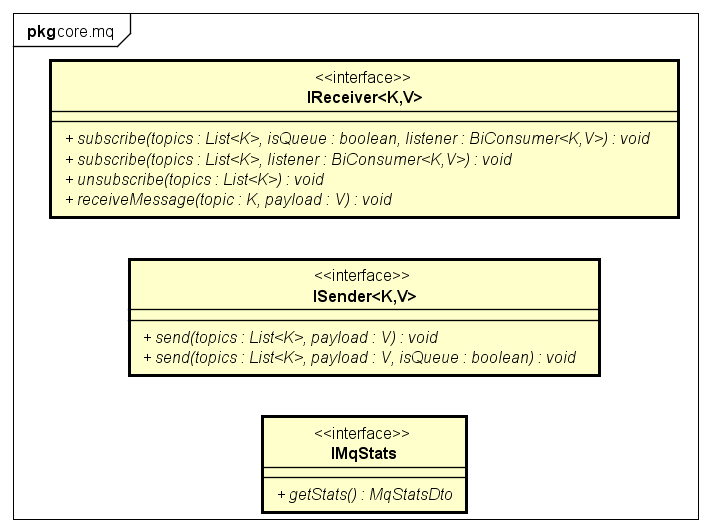 pkg core.mq
<<interface>>
IReceiver<K,V>
+ subscribe(topics : List<K>, isQueue : boolean, listener : BiConsumer<K,V>) : void
+ subscribe(topics : List<K>, listener : BiConsumer<K,V>) : void
+ unsubscribe(topics : List<K>) : void
+ receiveMessage(topic : K, payload : V) : void
<<interface>>
ISender<K,V>
+ send(topics : List<K>, payload : V) : void
+ send(topics : List<K>, payload : V, isQueue : boolean) : void
<<interface>>
IMqStats
+ getStats() : MqStatsDto